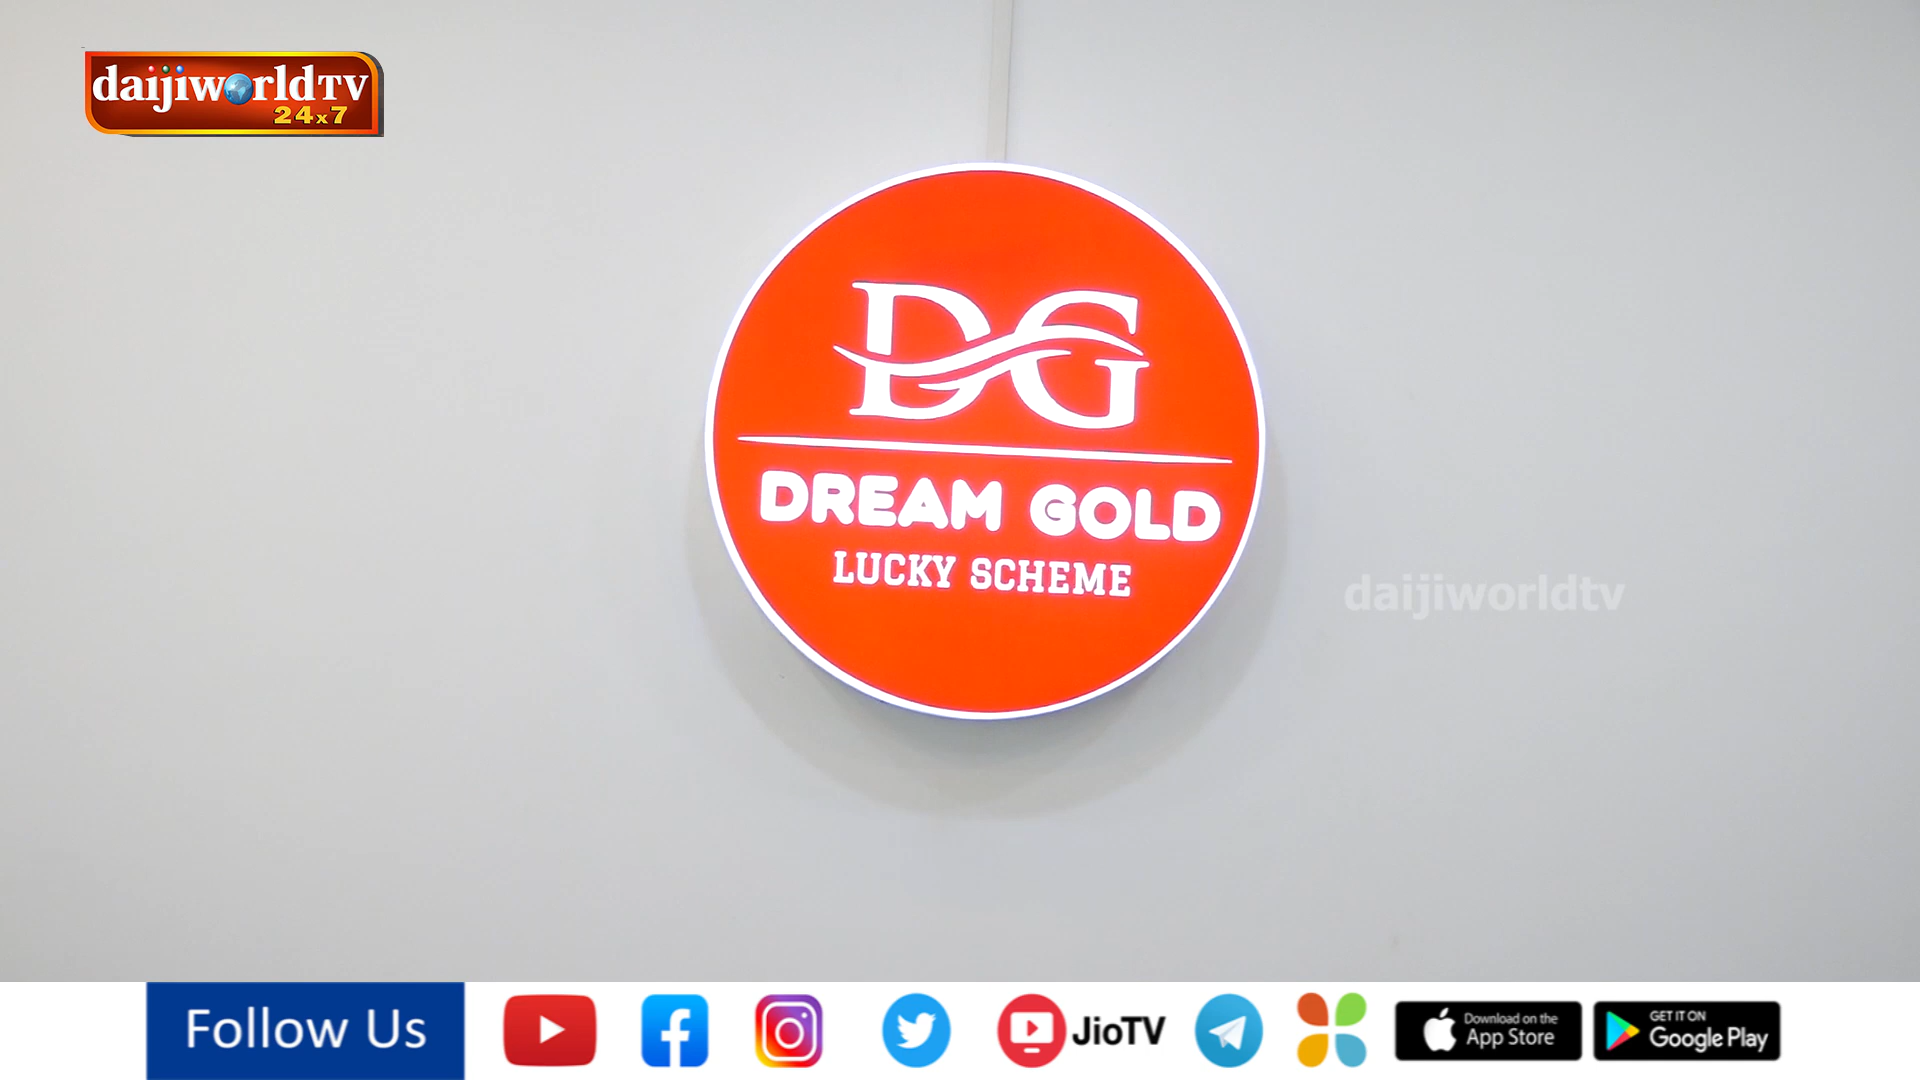 daijiworldTV
24x7
DG
DREAM GOLD
LUCKY SCHEME
daijiworldtv
Follow Us
JioTV
Download on the
App Store
GET IT ON
Google Play